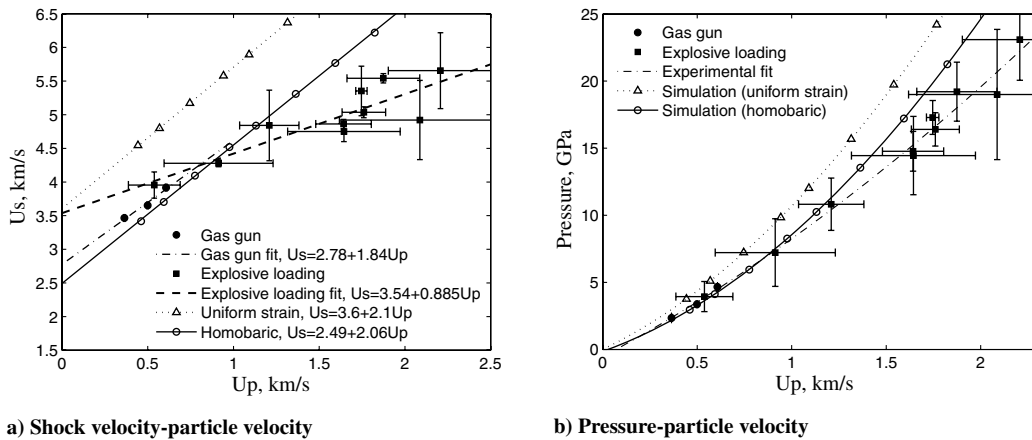 6.5
6
5.5
5
4.5
4
3.5
3
2.5
2
1.5
Us, km/s
Gas gun
Gas gun fit, Us=2.78+1.84Up
Explosive loading
Explosive loading fit, Us=3.54+0.885Up
Uniform strain, Us=3.6+2.1Up
Homobaric, Us=2.49+2.06Up
0 0.5 1 1.5 2 2.5
Up, km/s
a) Shock velocity-particle velocity
25
20
15
10
5
0
Pressure, GPa
Gas gun
Explosive loading
Experimental fit
Simulation (uniform strain)
Simulation (homobaric)
0 0.5 1 1.5 2
Up, km/s
b) Pressure-particle velocity